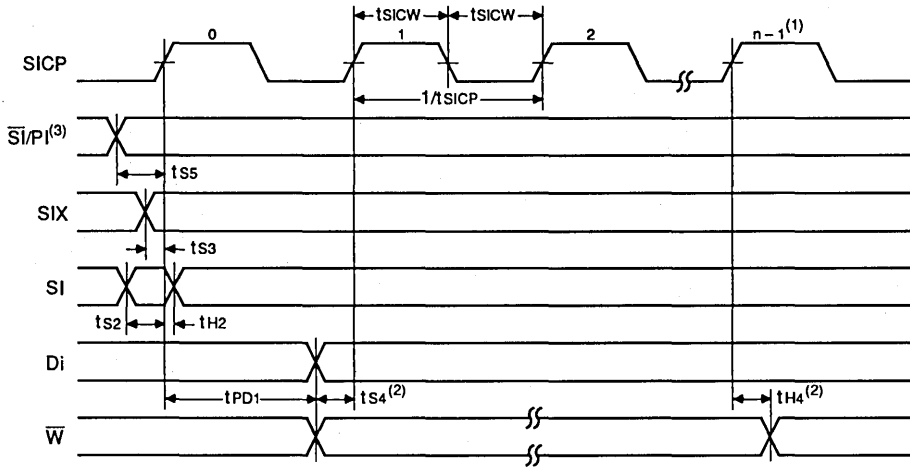 tSICW tSICW
0 1 2 n – 1(1)
SICP
1/tSICP
S̅I̅/PI(3)
tS5
SIX
tS3
SI
tS2 tH2
Di
tPD1 tS4(2) tH4(2)
W̅